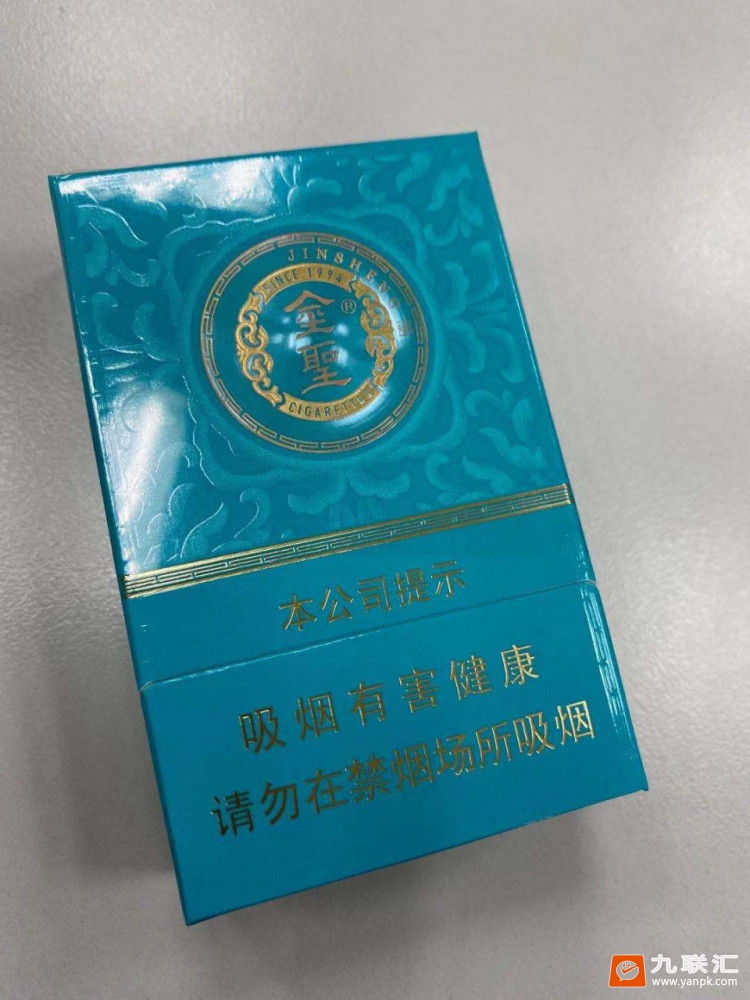 JINSHENG
SINCE 1994
金聖®
CIGARETTE
本公司提示
吸烟有害健康
请勿在禁烟场所吸烟
九联汇
www.yanpk.com